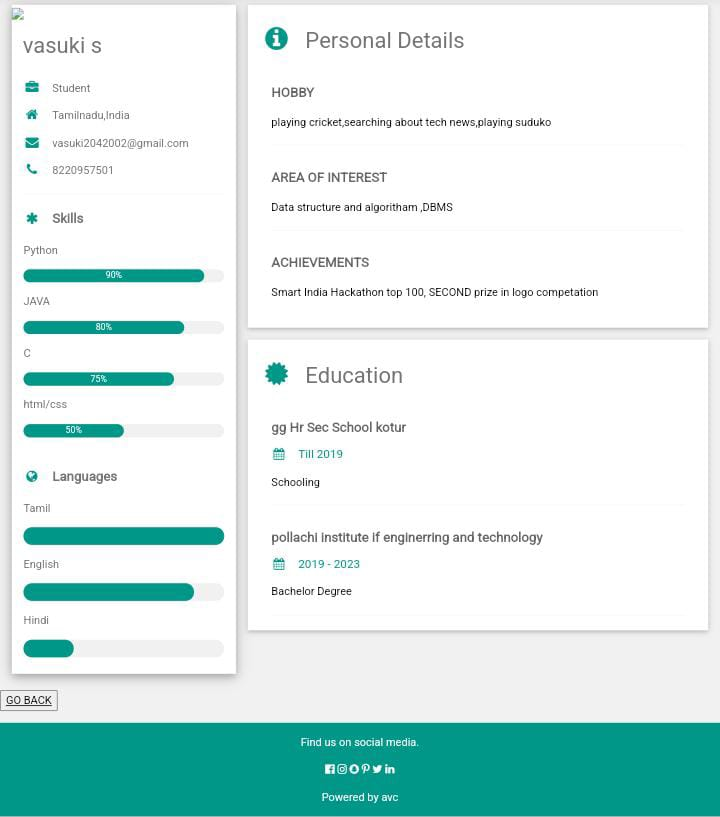 vasuki s
Student
Tamilnadu,India
vasuki2042002@gmail.com
8220957501
Skills
Python
90%
JAVA
80%
C
75%
html/css
50%
Languages
Tamil
English
Hindi
Personal Details
HOBBY
playing cricket,searching about tech news,playing suduko
AREA OF INTEREST
Data structure and algoritham ,DBMS
ACHIEVEMENTS
Smart India Hackathon top 100, SECOND prize in logo competation
Education
gg Hr Sec School kotur
Till 2019
Schooling
pollachi institute if enginerring and technology
2019 - 2023
Bachelor Degree
GO BACK
Find us on social media.
Powered by avc